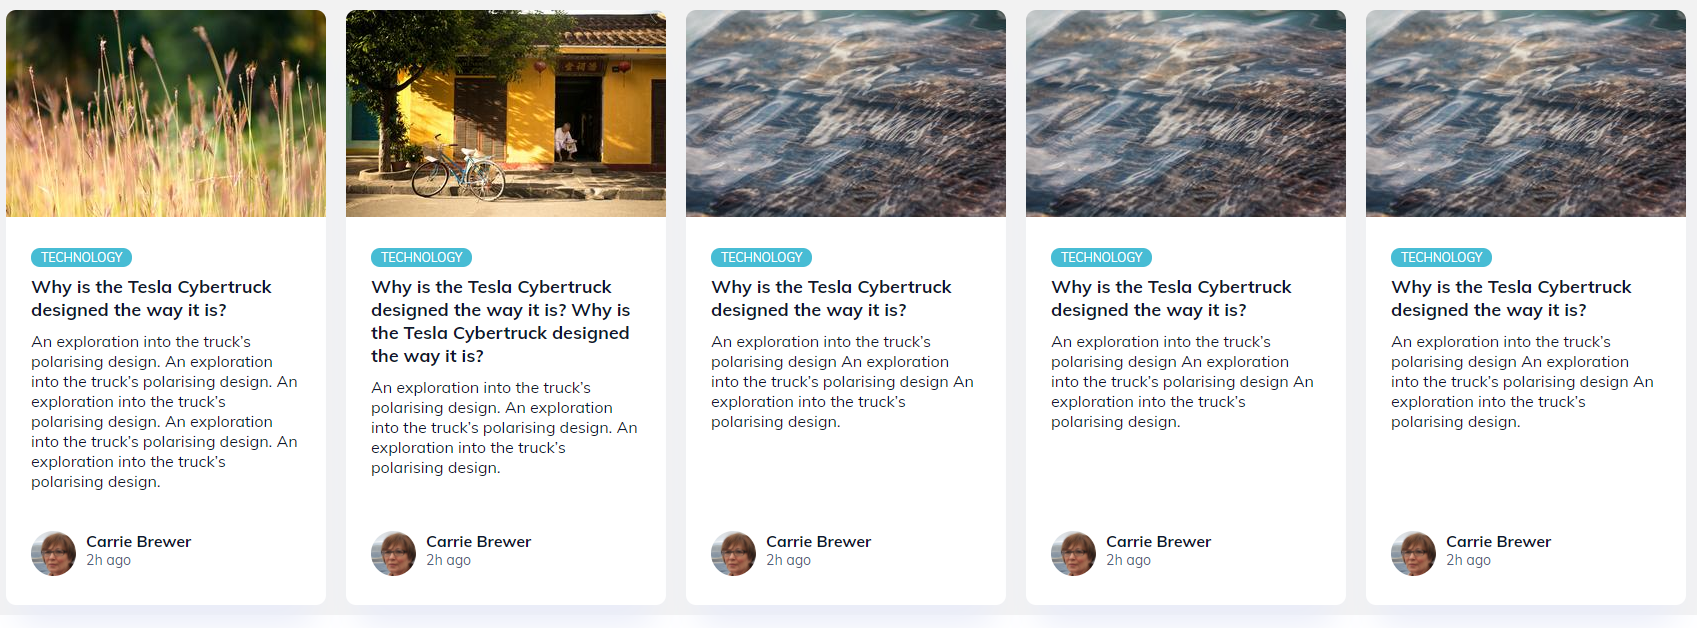 TECHNOLOGY
Why is the Tesla Cybertruck
designed the way it is?
An exploration into the truck’s
polarising design. An exploration
into the truck’s polarising design. An
exploration into the truck’s
polarising design. An exploration
into the truck’s polarising design. An
exploration into the truck’s
polarising design.
Carrie Brewer
2h ago
TECHNOLOGY
Why is the Tesla Cybertruck
designed the way it is? Why is
the Tesla Cybertruck designed
the way it is?
An exploration into the truck’s
polarising design. An exploration
into the truck’s polarising design. An
exploration into the truck’s
polarising design.
Carrie Brewer
2h ago
TECHNOLOGY
Why is the Tesla Cybertruck
designed the way it is?
An exploration into the truck’s
polarising design An exploration
into the truck’s polarising design An
exploration into the truck’s
polarising design.
Carrie Brewer
2h ago
TECHNOLOGY
Why is the Tesla Cybertruck
designed the way it is?
An exploration into the truck’s
polarising design An exploration
into the truck’s polarising design An
exploration into the truck’s
polarising design.
Carrie Brewer
2h ago
TECHNOLOGY
Why is the Tesla Cybertruck
designed the way it is?
An exploration into the truck’s
polarising design An exploration
into the truck’s polarising design An
exploration into the truck’s
polarising design.
Carrie Brewer
2h ago